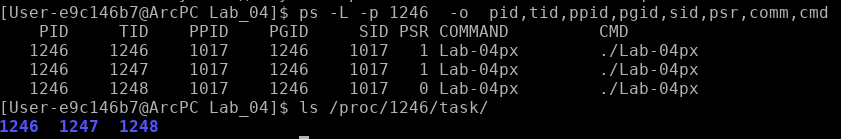 [User-e9c146b7@ArcPC Lab_04]$ ps -L -p 1246  -o  pid,tid,ppid,pgid,sid,psr,comm,cmd
    PID     TID    PPID    PGID     SID PSR COMMAND         CMD
   1246    1246    1017    1246    1017   1 Lab-04px        ./Lab-04px
   1246    1247    1017    1246    1017   1 Lab-04px        ./Lab-04px
   1246    1248    1017    1246    1017   0 Lab-04px        ./Lab-04px
[User-e9c146b7@ArcPC Lab_04]$ ls /proc/1246/task/
1246  1247  1248